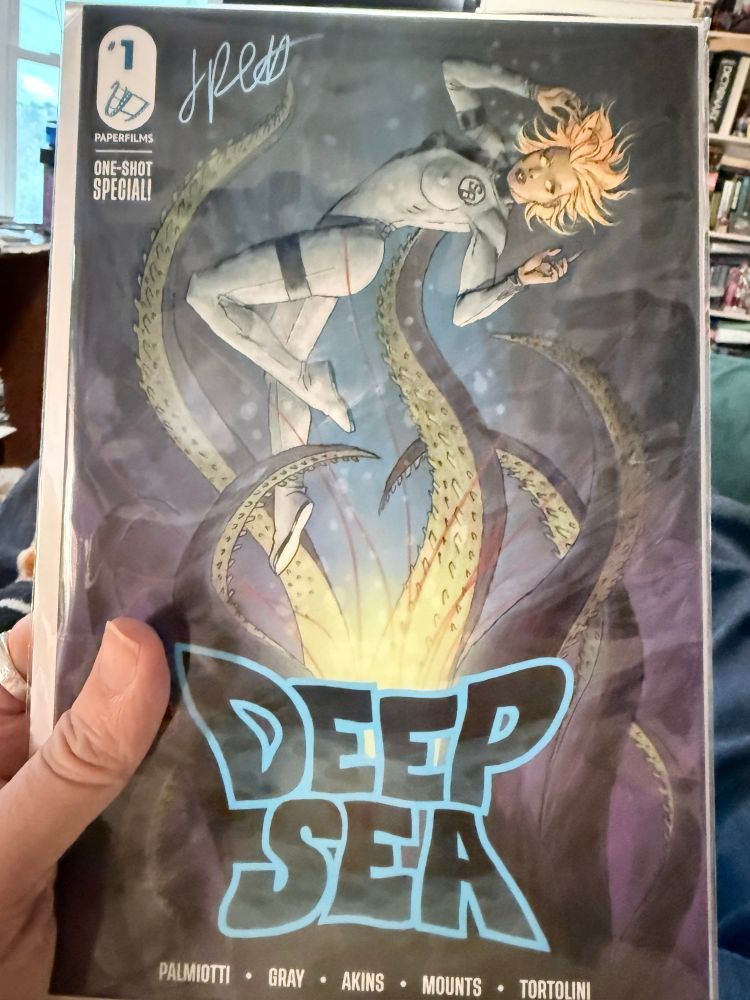 #1
PAPERFILMS
ONE-SHOT
SPECIAL!
DEEP
SEA
PALMIOTTI • GRAY • AKINS • MOUNTS • TORTOLINI